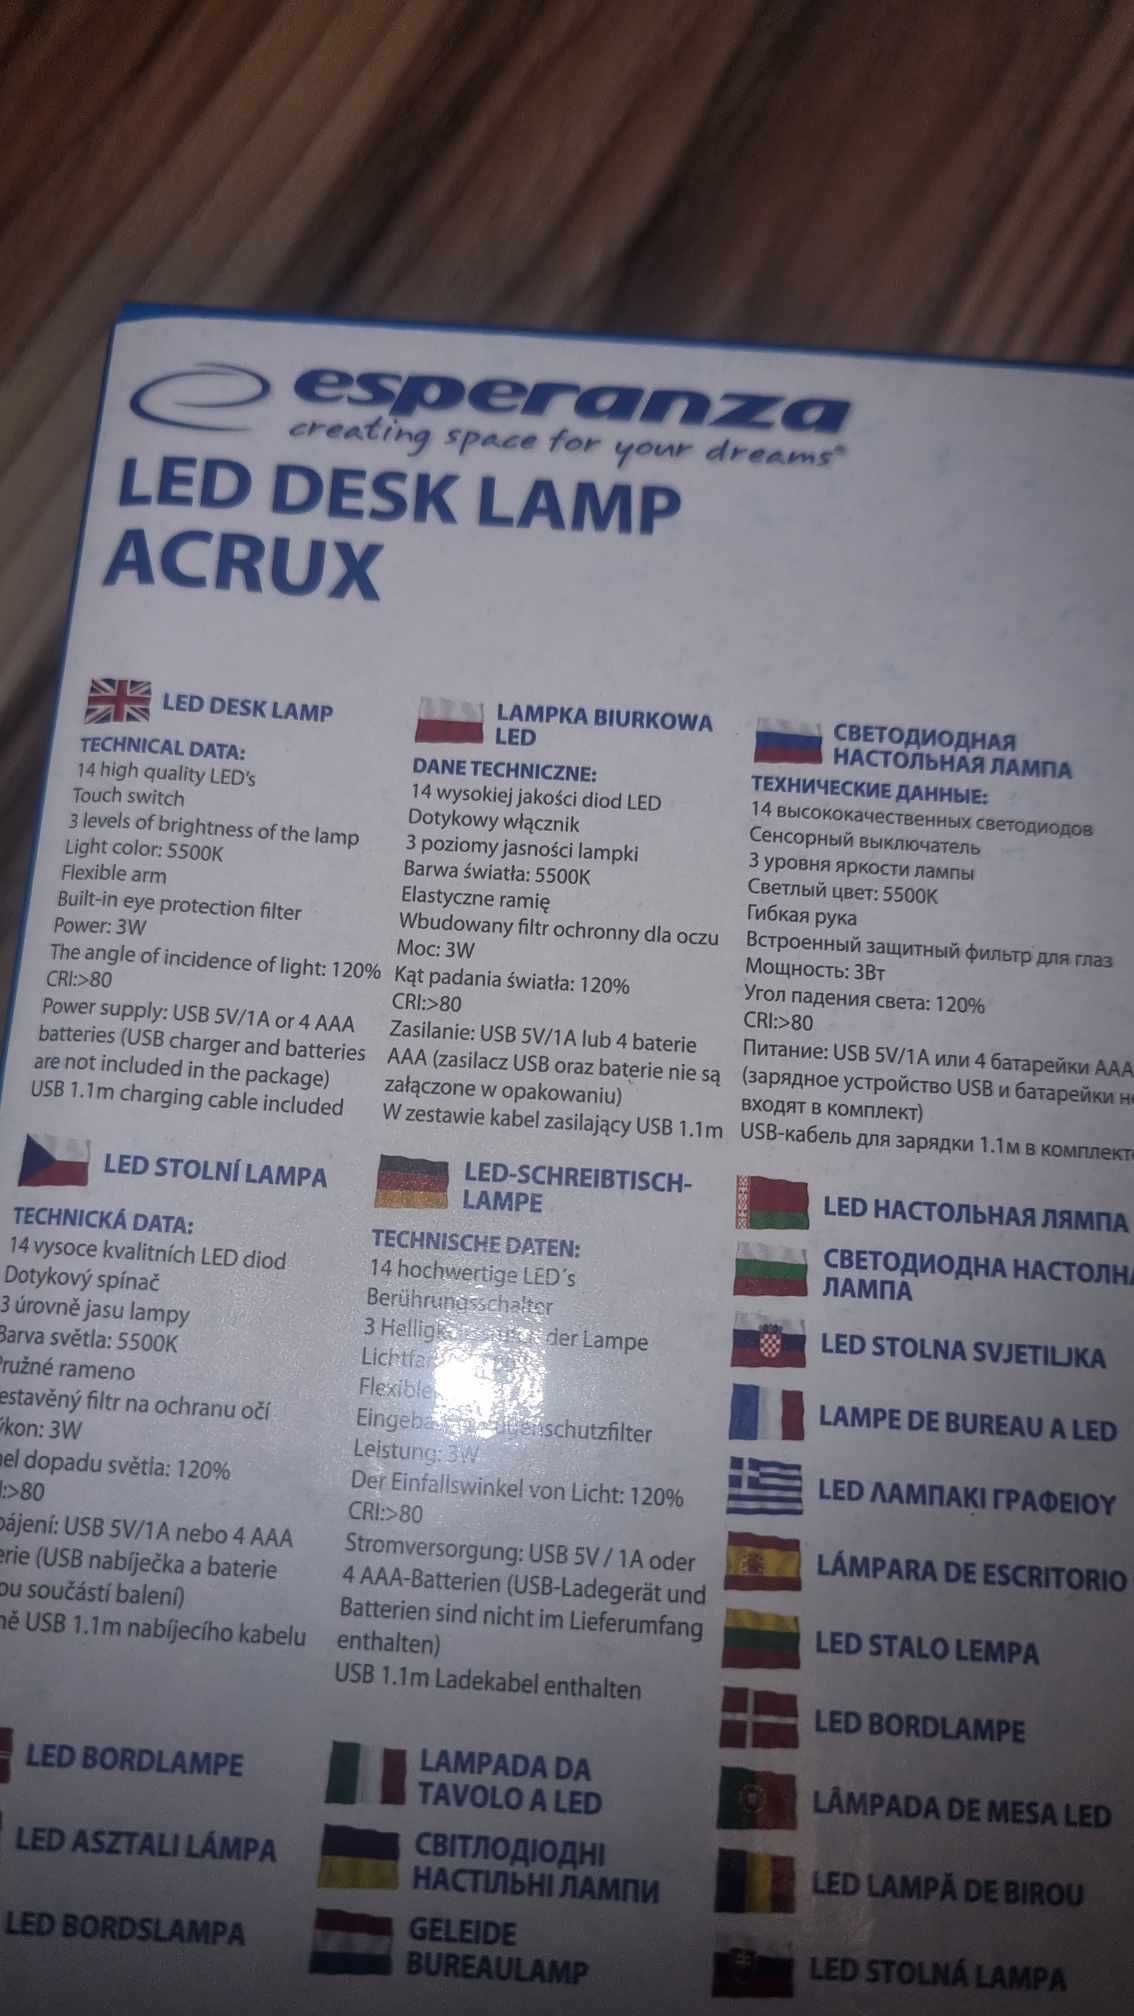 esperanza
creating space for your dreams®
LED DESK LAMP
ACRUX
LED DESK LAMP
TECHNICAL DATA:
14 high quality LED's
Touch switch
3 levels of brightness of the lamp
Light color: 5500K
Flexible arm
Built-in eye protection filter
Power: 3W
The angle of incidence of light: 120%
CRI:>80
Power supply: USB 5V/1A or 4 AAA
batteries (USB charger and batteries
are not included in the package)
USB 1.1m charging cable included
LAMPKA BIURKOWA
LED
DANE TECHNICZNE:
14 wysokiej jakości diod LED
Dotykowy włącznik
3 poziomy jasności lampki
Barwa światła: 5500K
Elastyczne ramię
Wbudowany filtr ochronny dla oczu
Moc: 3W
Kąt padania światła: 120%
CRI:>80
Zasilanie: USB 5V/1A lub 4 baterie
AAA (zasilacz USB oraz baterie nie są
załączone w opakowaniu)
W zestawie kabel zasilający USB 1.1m
СВЕТОДИОДНАЯ
НАСТОЛЬНАЯ ЛАМПА
ТЕХНИЧЕСКИЕ ДАННЫЕ:
14 высококачественных светодиодов
Сенсорный выключатель
3 уровня яркости лампы
Светлый цвет: 5500K
Гибкая рука
Встроенный защитный фильтр для глаз
Мощность: 3Вт
Угол падения света: 120%
CRI:>80
Питание: USB 5V/1A или 4 батарейки AAA
(зарядное устройство USB и батарейки не
входят в комплект)
USB-кабель для зарядки 1.1м в комплекте
LED STOLNÍ LAMPA
TECHNICKÁ DATA:
14 vysoce kvalitních LED diod
Dotykový spínač
3 úrovně jasu lampy
Barva světla: 5500K
Pružné rameno
estavěný filtr na ochranu očí
ýkon: 3W
hel dopadu světla: 120%
I:>80
pájení: USB 5V/1A nebo 4 AAA
erie (USB nabíječka a baterie
ou součástí balení)
ně USB 1.1m nabíjecího kabelu
LED-SCHREIBTISCH-
LAMPE
TECHNISCHE DATEN:
14 hochwertige LED´s
Berührungsschalter
3 der Lampe
Flexible
Leistung: 3W
Der Einfallswinkel von Licht: 120%
CRI:>80
Stromversorgung: USB 5V / 1A oder
4 AAA-Batterien (USB-Ladegerät und
Batterien sind nicht im Lieferumfang
enthalten)
USB 1.1m Ladekabel enthalten
LED НАСТОЛЬНАЯ ЛЯМПА
СВЕТОДИОДНА НАСТОЛНА
ЛАМПА
LED STOLNA SVJETILJKA
LAMPE DE BUREAU A LED
LED ΛΑΜΠΑΚΙ ΓΡΑΦΕΙΟΥ
LÁMPARA DE ESCRITORIO
LED STALO LEMPA
LED BORDLAMPE
LÂMPADA DE MESA LED
LED LAMPĂ DE BIROU
LED STOLNÁ LAMPA
LED BORDLAMPE
LED ASZTALI LÁMPA
LED BORDSLAMPA
LAMPADA DA
TAVOLO A LED
СВІТЛОДІОДНІ
НАСТІЛЬНІ ЛАМПИ
GELEIDE
BUREAULAMP